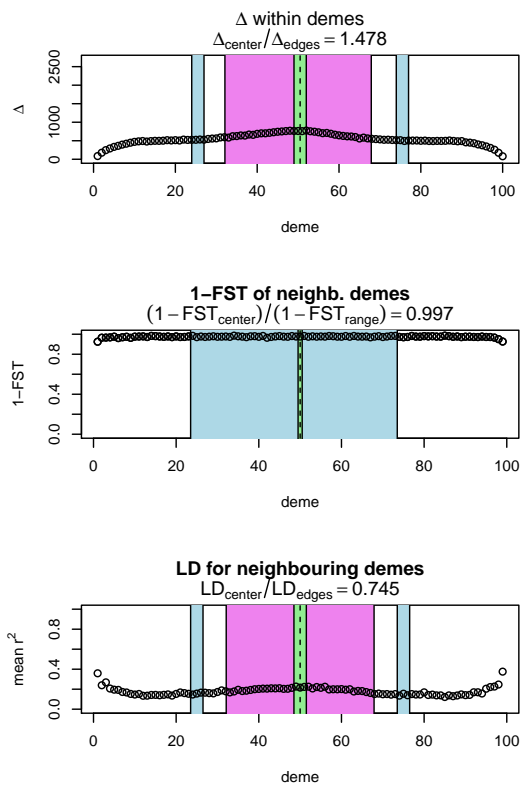 Δ within demes
Δcenter/Δedges = 1.478
Δ
0 1000 2500
0 20 40 60 80 100
deme
1−FST of neighb. demes
(1−FSTcenter)/(1−FSTrange) = 0.997
1−FST
0.0 0.4 0.8
0 20 40 60 80 100
deme
LD for neighbouring demes
LDcenter/LDedges = 0.745
mean r²
0.0 0.4 0.8
0 20 40 60 80 100
deme